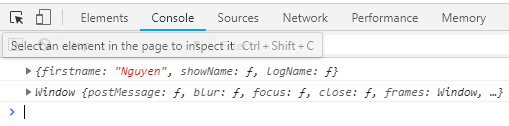 Elements Console Sources Network Performance Memory
Select an element in the page to inspect it Ctrl + Shift + C
▶ {firstname: "Nguyen", showName: ƒ, logName: ƒ}
▶ Window {postMessage: ƒ, blur: ƒ, focus: ƒ, close: ƒ, frames: Window, …}
>